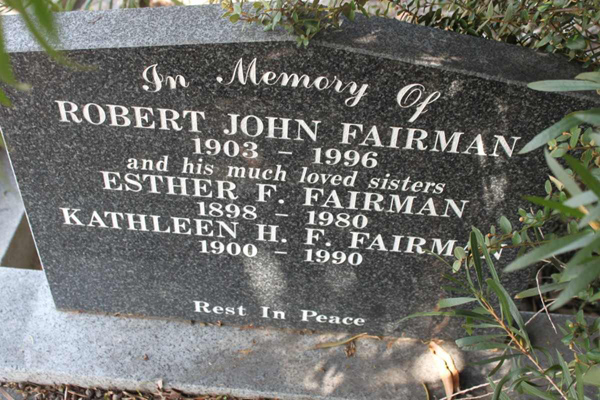 In Memory Of
ROBERT JOHN FAIRMAN
1903 - 1996
and his much loved sisters
ESTHER F. FAIRMAN
1898 - 1980
KATHLEEN H. F. FAIRMAN
1900 - 1990
Rest In Peace